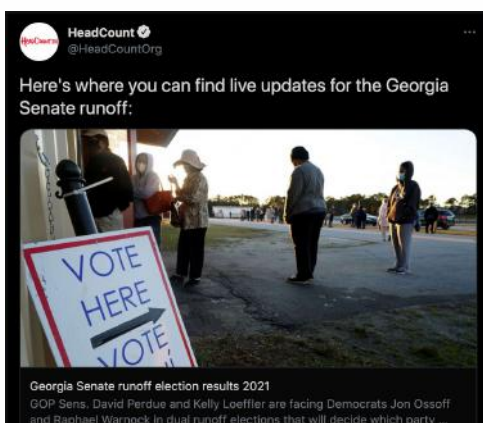 HeadCount
HeadCount
@HeadCountOrg
Here's where you can find live updates for the Georgia
Senate runoff:
VOTE
HERE
VOTE
Georgia Senate runoff election results 2021
GOP Sens. David Perdue and Kelly Loeffler are facing Democrats Jon Ossoff
and Raphael Warnock in dual runoff elections that will decide which party ...